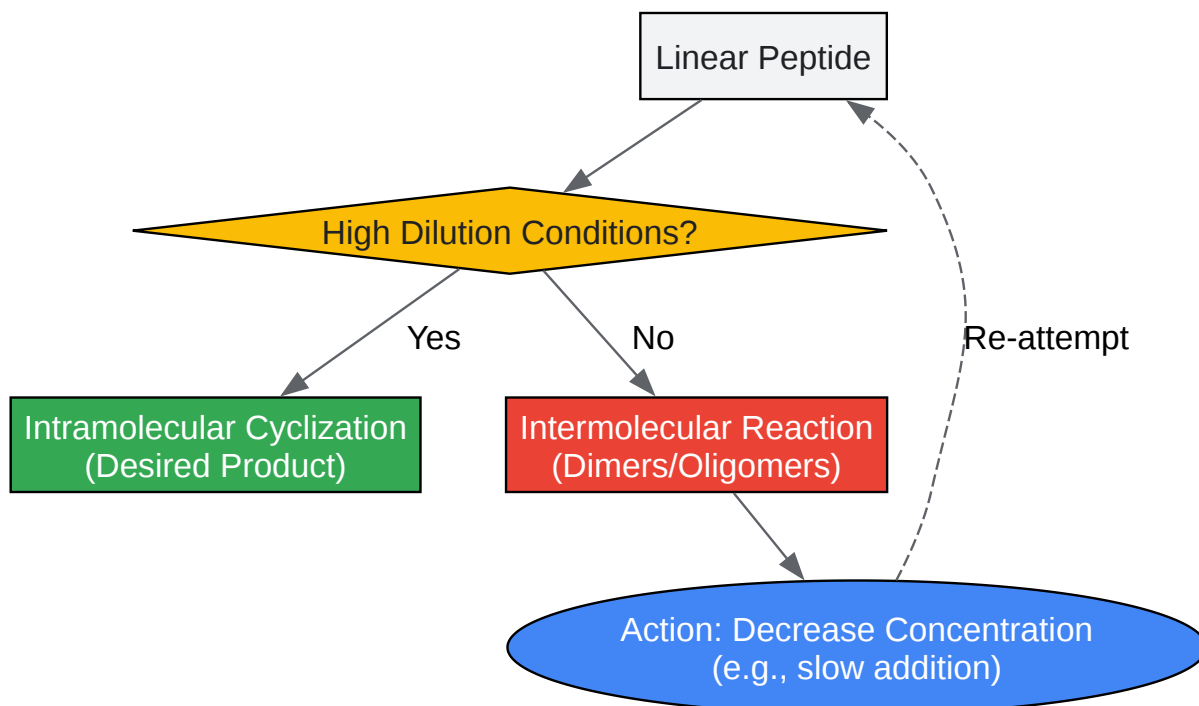 Linear Peptide
High Dilution Conditions?
Yes
No
Re-attempt
Intramolecular Cyclization
(Desired Product)
Intermolecular Reaction
(Dimers/Oligomers)
Action: Decrease Concentration
(e.g., slow addition)